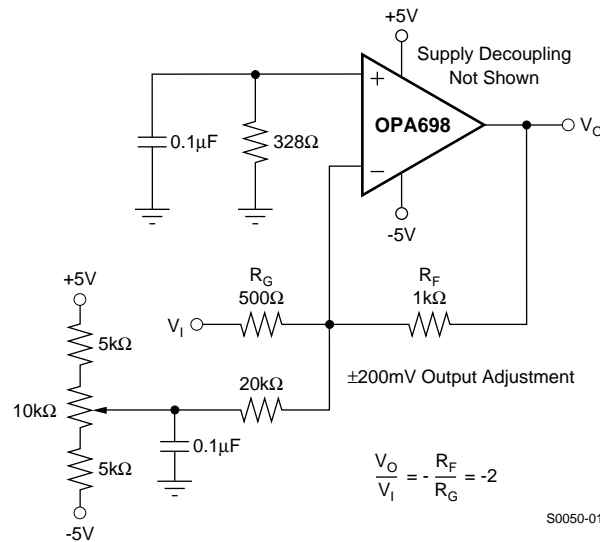 +5V
Supply Decoupling
Not Shown
+
OPA698
−
-5V
V_O
0.1μF
328Ω
R_G
500Ω
R_F
1kΩ
V_I
+5V
5kΩ
10kΩ
5kΩ
-5V
20kΩ
0.1μF
±200mV Output Adjustment
V_O / V_I = - R_F / R_G = -2
S0050-01